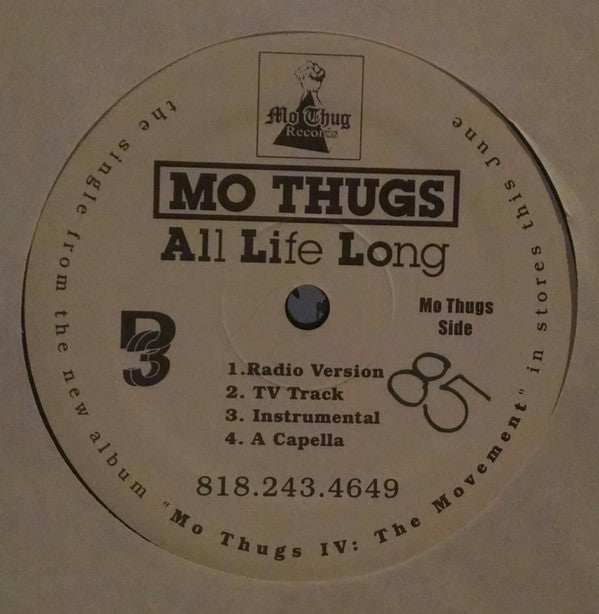 Mo Thug
Records
MO THUGS
All Life Long
Mo Thugs
Side
D3
1.Radio Version
2. TV Track
3. Instrumental
4. A Capella
85
818.243.4649
the single from the new album "Mo Thugs IV: The Movement" in stores this June